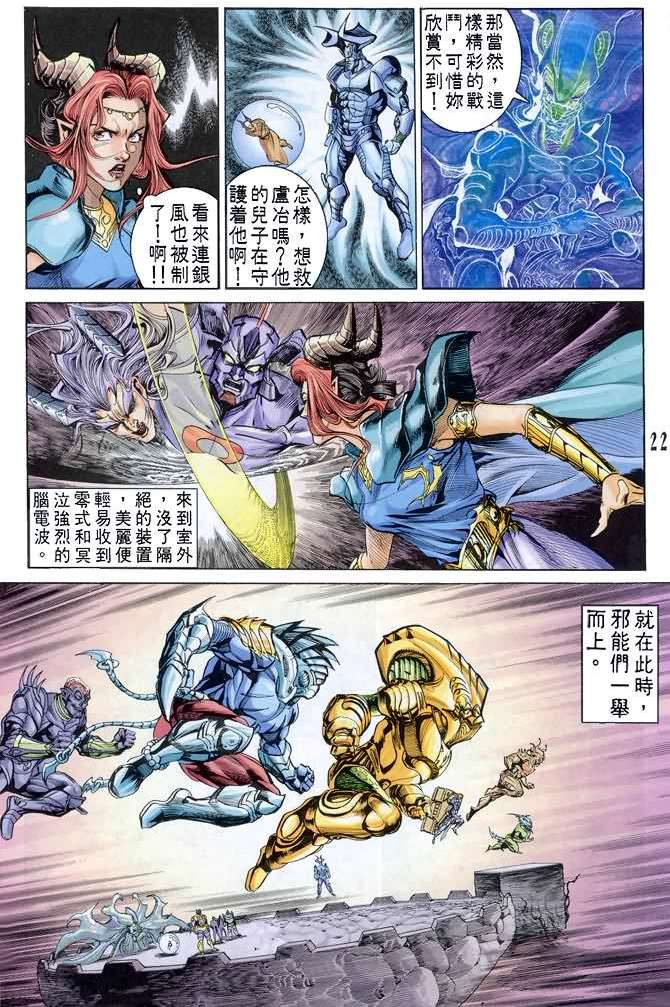 那當然，這
樣精彩的戰
鬥，可惜妳
欣賞不到！
怎樣，想救
盧冶嗎？他
的兒子在守
護着他啊！
看來連銀
風也被制
了！啊!!
22
來到室外
，沒了隔
絕的裝置
，美麗便
輕易收到
零式和冥
泣強烈的
腦電波。
就在此時，
邪能們一舉
而上。